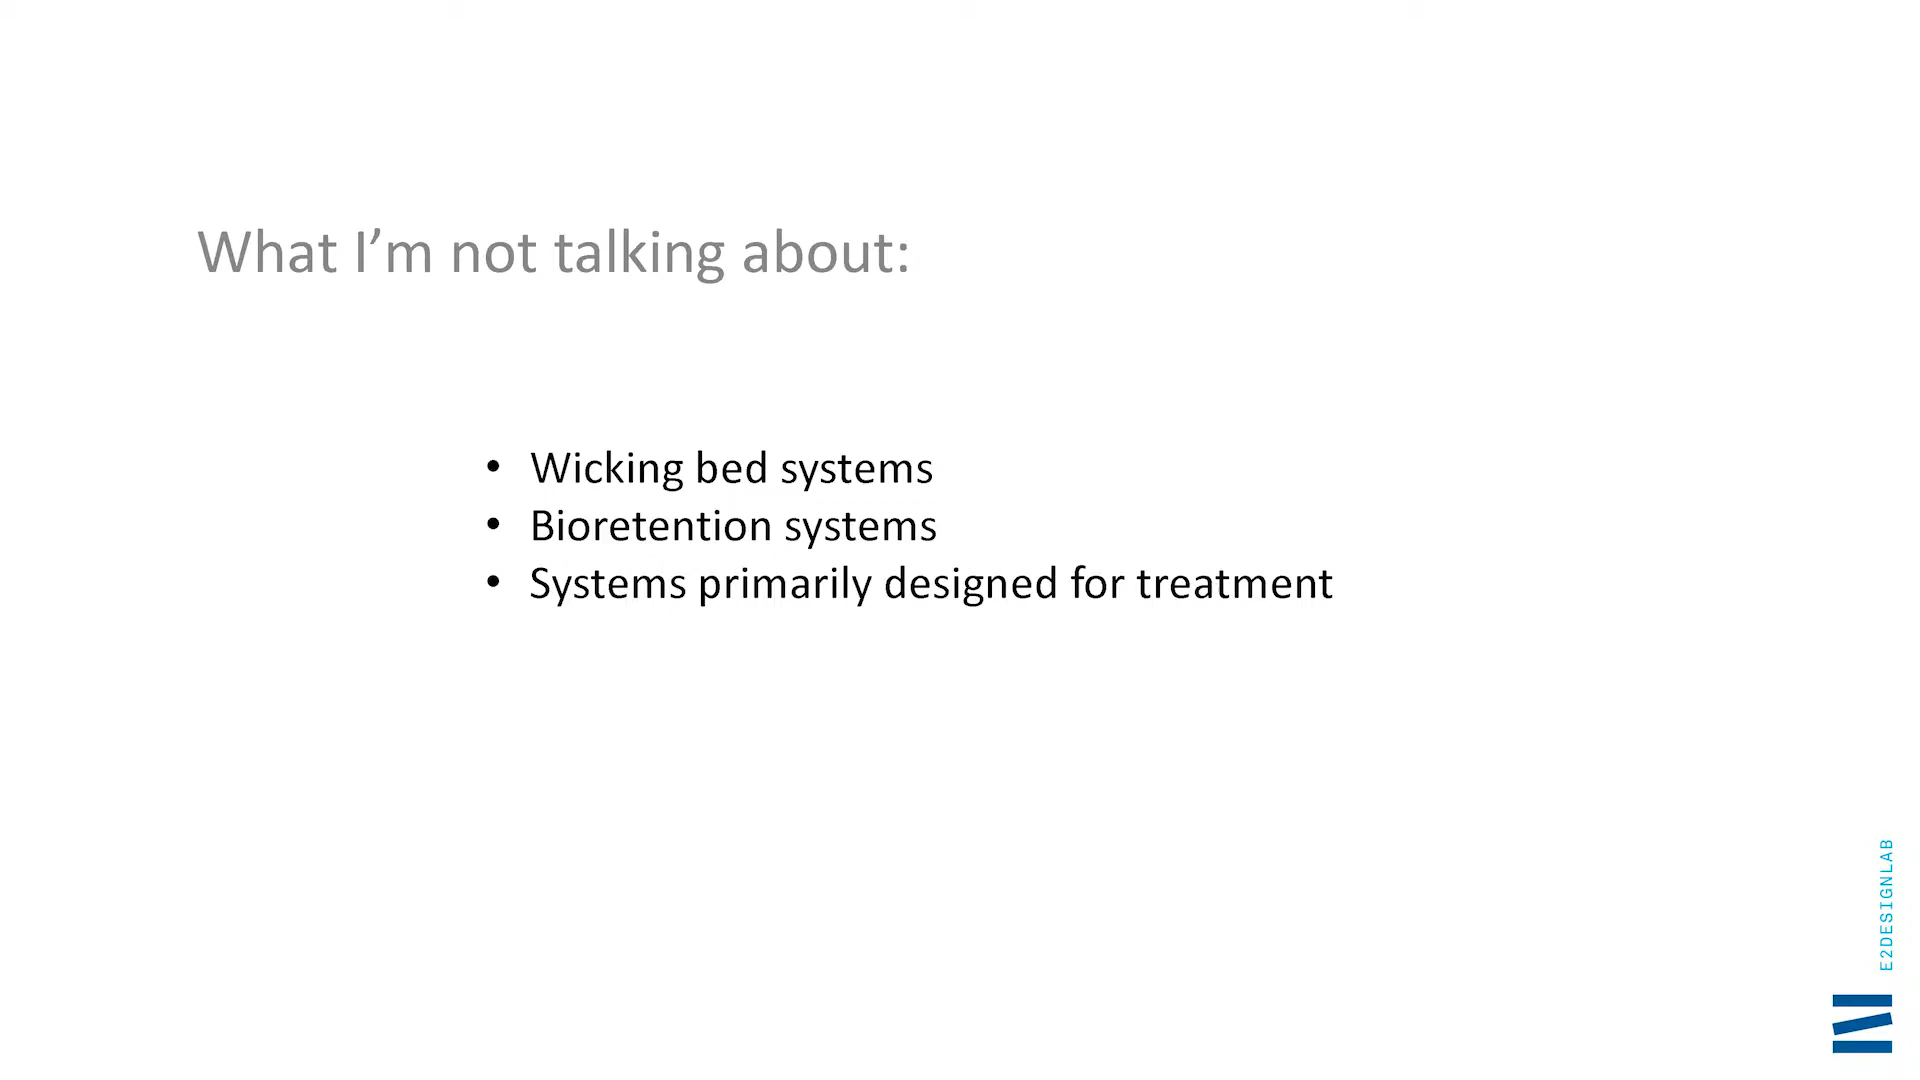 What I’m not talking about:
• Wicking bed systems
• Bioretention systems
• Systems primarily designed for treatment
E2DESIGNLAB